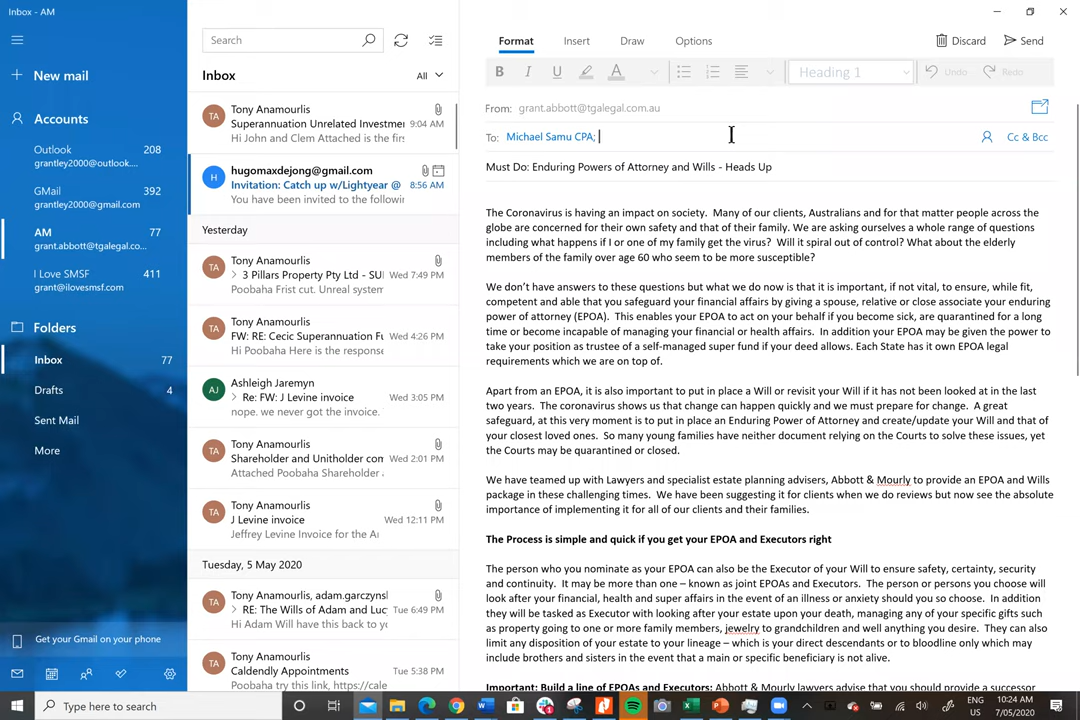 Inbox - AM
New mail
Accounts
Outlook 208
grantley2000@outlook....
GMail 392
grantley2000@gmail.com
AM 77
grant.abbott@tgalegal.co...
I Love SMSF 411
grant@ilovesmsf.com
Folders
Inbox 77
Drafts 4
Sent Mail
More
Get your Gmail on your phone
Search
Inbox All
TA Tony Anamourlis
Superannuation Unrelated Investmer 9:04 AM
Hi John and Clem Attached is the firs
H hugomaxdejong@gmail.com
Invitation: Catch up w/Lightyear @ 8:56 AM
You have been invited to the followir
Yesterday
TA Tony Anamourlis
> 3 Pillars Property Pty Ltd - SUI Wed 7:49 PM
Poobaha Frist cut. Unreal system
TA Tony Anamourlis
FW: RE: Cecic Superannuation Fu Wed 4:26 PM
Hi Poobaha Here is the response
AJ Ashleigh Jaremyn
> Re: FW: J Levine invoice Wed 3:05 PM
nope. we never got the invoice.
TA Tony Anamourlis
Shareholder and Unitholder com Wed 2:01 PM
Attached Poobaha Shareholder a
TA Tony Anamourlis
J Levine invoice Wed 12:11 PM
Jeffrey Levine Invoice for the Ar
Tuesday, 5 May 2020
TA Tony Anamourlis, adam.garczynsl
> RE: The Wills of Adam and Luc Tue 6:49 PM
Hi Adam Will have this back to yo
TA Tony Anamourlis
Caldendly Appointments Tue 5:38 PM
Poobaha try this link, https://cale
Format Insert Draw Options Discard Send
B I U A Heading 1 Undo Redo
From: grant.abbott@tgalegal.com.au
To: Michael Samu CPA; Cc & Bcc
Must Do: Enduring Powers of Attorney and Wills - Heads Up
The Coronavirus is having an impact on society. Many of our clients, Australians and for that matter people across the
globe are concerned for their own safety and that of their family. We are asking ourselves a whole range of questions
including what happens if I or one of my family get the virus? Will it spiral out of control? What about the elderly
members of the family over age 60 who seem to be more susceptible?
We don't have answers to these questions but what we do now is that it is important, if not vital, to ensure, while fit,
competent and able that you safeguard your financial affairs by giving a spouse, relative or close associate your enduring
power of attorney (EPOA). This enables your EPOA to act on your behalf if you become sick, are quarantined for a long
time or become incapable of managing your financial or health affairs. In addition your EPOA may be given the power to
take your position as trustee of a self-managed super fund if your deed allows. Each State has it own EPOA legal
requirements which we are on top of.
Apart from an EPOA, it is also important to put in place a Will or revisit your Will if it has not been looked at in the last
two years. The coronavirus shows us that change can happen quickly and we must prepare for change. A great
safeguard, at this very moment is to put in place an Enduring Power of Attorney and create/update your Will and that of
your closest loved ones. So many young families have neither document relying on the Courts to solve these issues, yet
the Courts may be quarantined or closed.
We have teamed up with Lawyers and specialist estate planning advisers, Abbott & Mourly to provide an EPOA and Wills
package in these challenging times. We have been suggesting it for clients when we do reviews but now see the absolute
importance of implementing it for all of our clients and their families.
The Process is simple and quick if you get your EPOA and Executors right
The person who you nominate as your EPOA can also be the Executor of your Will to ensure safety, certainty, security
and continuity. It may be more than one – known as joint EPOAs and Executors. The person or persons you choose will
look after your financial, health and super affairs in the event of an illness or anxiety should you so choose. In addition
they will be tasked as Executor with looking after your estate upon your death, managing any of your specific gifts such
as property going to one or more family members, jewelry to grandchildren and well anything you desire. They can also
limit any disposition of your estate to your lineage – which is your direct descendants or to bloodline only which may
include brothers and sisters in the event that a main or specific beneficiary is not alive.
Important: Build a line of EPOAs and Executors: Abbott & Mourly lawyers advise that you should provide a successor
Type here to search
ENG
US
10:24 AM
7/05/2020